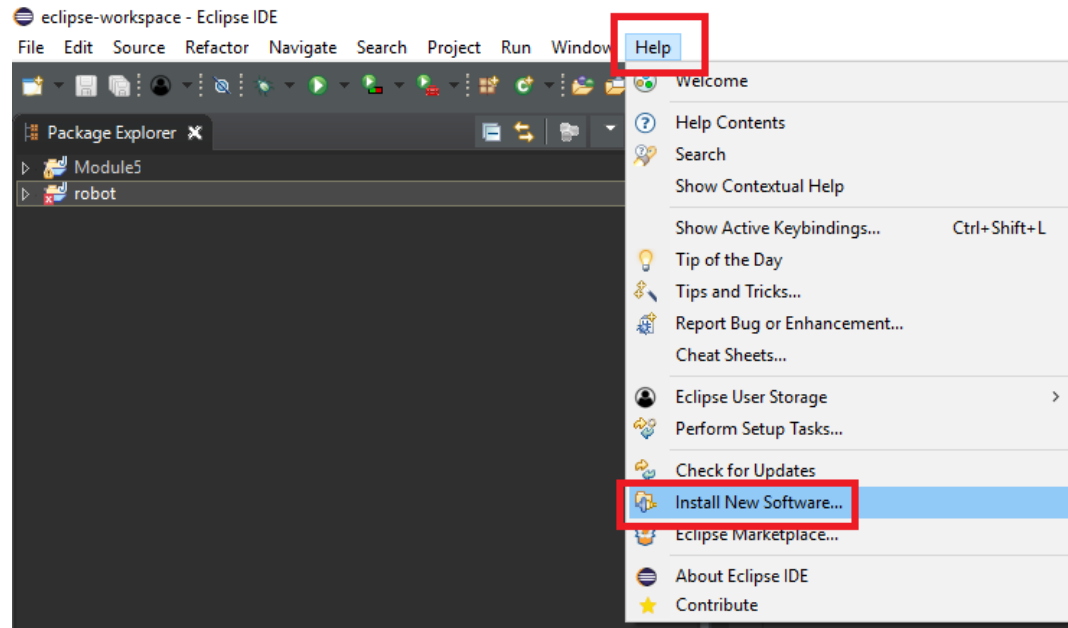 eclipse-workspace - Eclipse IDE
File Edit Source Refactor Navigate Search Project Run Window Help
Package Explorer
Module5
robot
Welcome
Help Contents
Search
Show Contextual Help
Show Active Keybindings... Ctrl+Shift+L
Tip of the Day
Tips and Tricks...
Report Bug or Enhancement...
Cheat Sheets...
Eclipse User Storage
Perform Setup Tasks...
Check for Updates
Install New Software...
Eclipse Marketplace...
About Eclipse IDE
Contribute